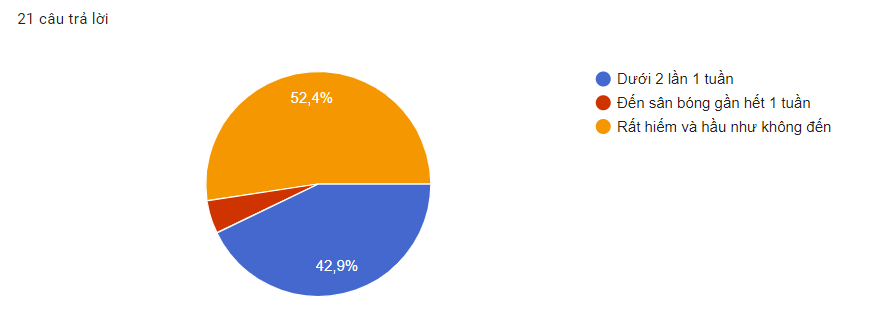 21 câu trả lời
52,4%
42,9%
Dưới 2 lần 1 tuần
Đến sân bóng gần hết 1 tuần
Rất hiếm và hầu như không đến